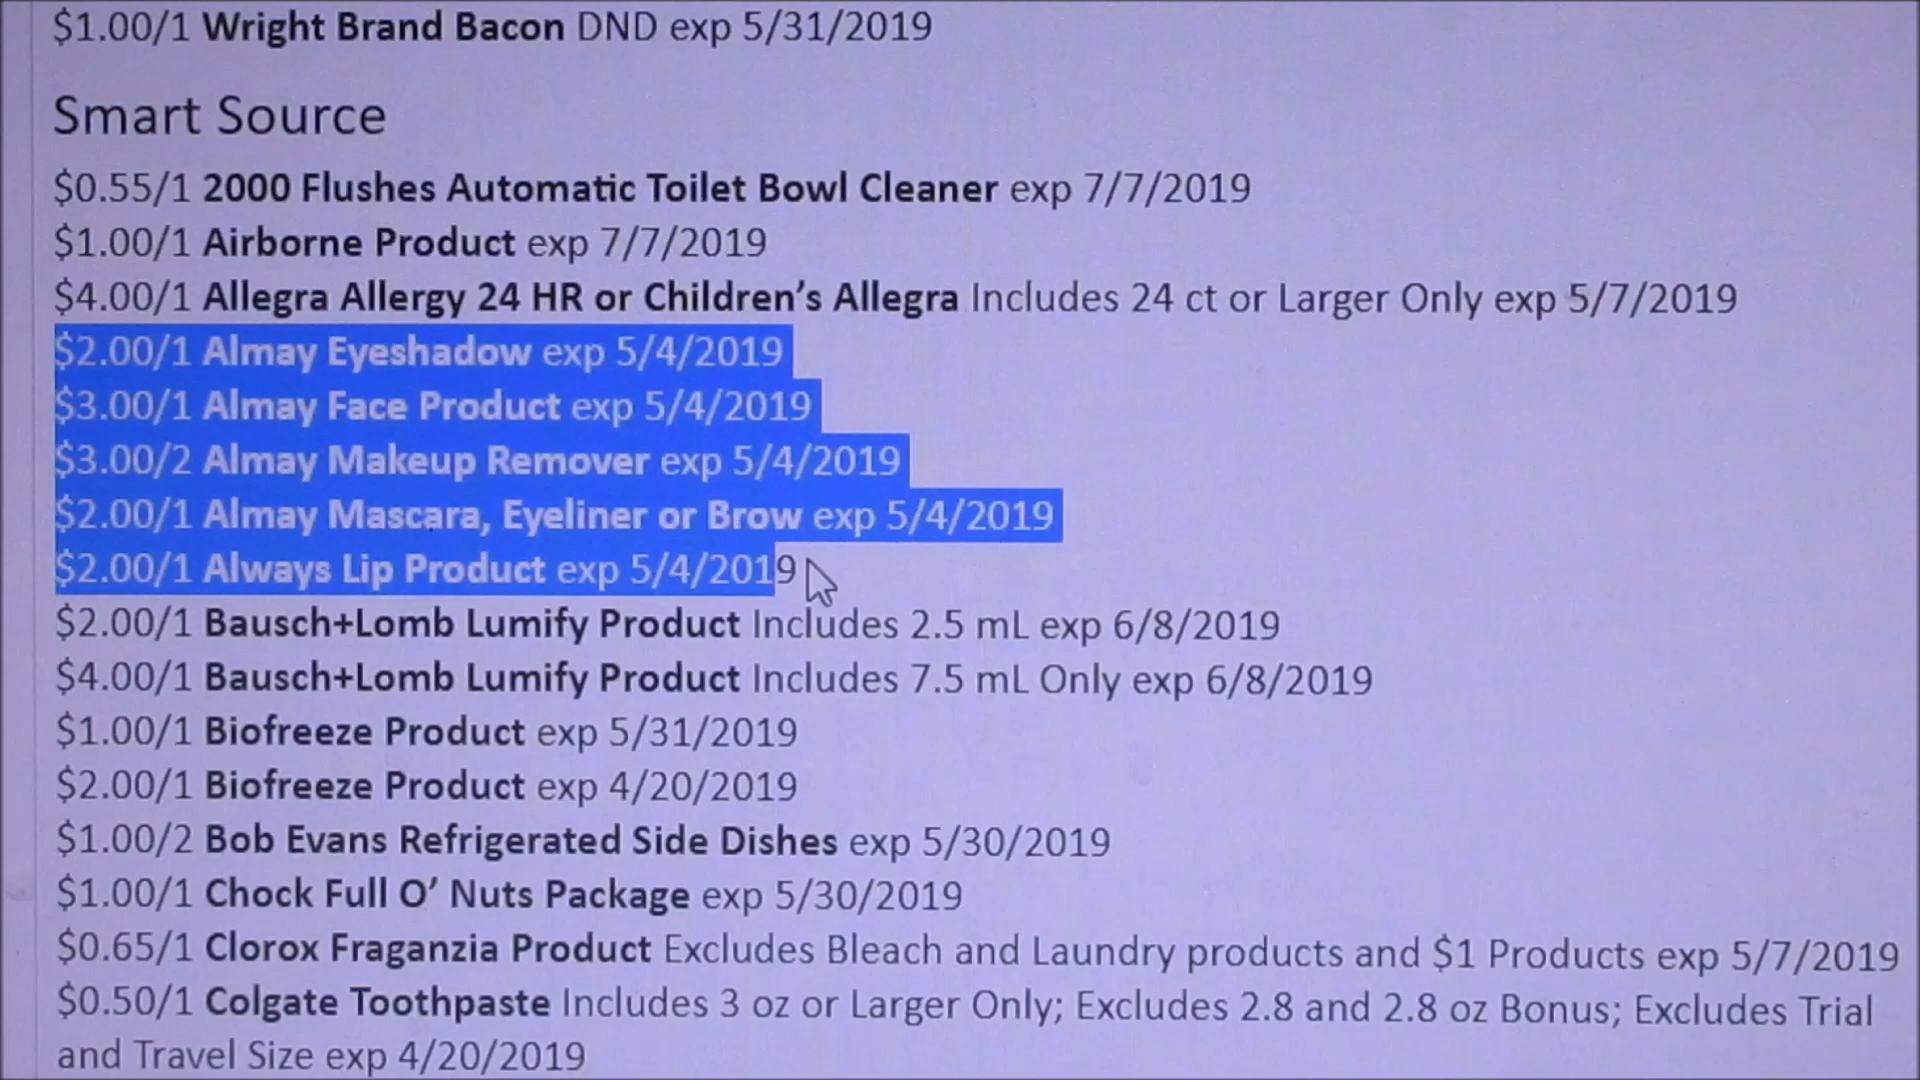 $1.00/1 Wright Brand Bacon DND exp 5/31/2019
Smart Source
$0.55/1 2000 Flushes Automatic Toilet Bowl Cleaner exp 7/7/2019
$1.00/1 Airborne Product exp 7/7/2019
$4.00/1 Allegra Allergy 24 HR or Children’s Allegra Includes 24 ct or Larger Only exp 5/7/2019
$2.00/1 Almay Eyeshadow exp 5/4/2019
$3.00/1 Almay Face Product exp 5/4/2019
$3.00/2 Almay Makeup Remover exp 5/4/2019
$2.00/1 Almay Mascara, Eyeliner or Brow exp 5/4/2019
$2.00/1 Always Lip Product exp 5/4/2019
$2.00/1 Bausch+Lomb Lumify Product Includes 2.5 mL exp 6/8/2019
$4.00/1 Bausch+Lomb Lumify Product Includes 7.5 mL Only exp 6/8/2019
$1.00/1 Biofreeze Product exp 5/31/2019
$2.00/1 Biofreeze Product exp 4/20/2019
$1.00/2 Bob Evans Refrigerated Side Dishes exp 5/30/2019
$1.00/1 Chock Full O’ Nuts Package exp 5/30/2019
$0.65/1 Clorox Fraganzia Product Excludes Bleach and Laundry products and $1 Products exp 5/7/2019
$0.50/1 Colgate Toothpaste Includes 3 oz or Larger Only; Excludes 2.8 and 2.8 oz Bonus; Excludes Trial
and Travel Size exp 4/20/2019